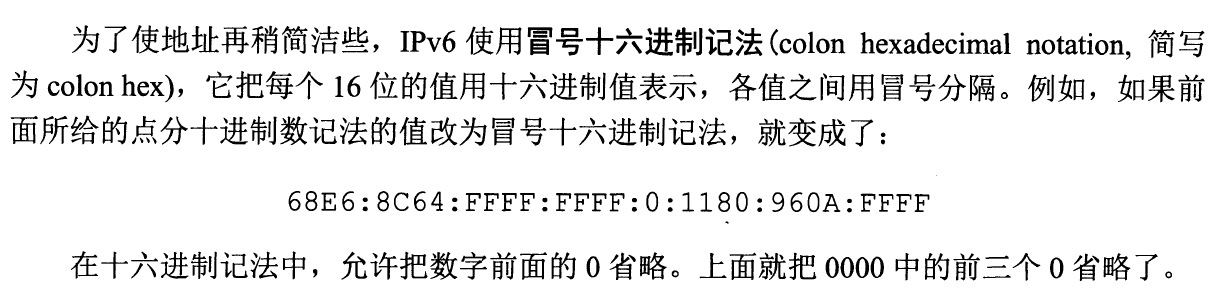 为了使地址再稍简洁些，IPv6 使用冒号十六进制记法(colon hexadecimal notation, 简写
为 colon hex)，它把每个 16 位的值用十六进制值表示，各值之间用冒号分隔。例如，如果前
面所给的点分十进制数记法的值改为冒号十六进制记法，就变成了：
68E6:8C64:FFFF:FFFF:0:1180:960A:FFFF
在十六进制记法中，允许把数字前面的 0 省略。上面就把 0000 中的前三个 0 省略了。